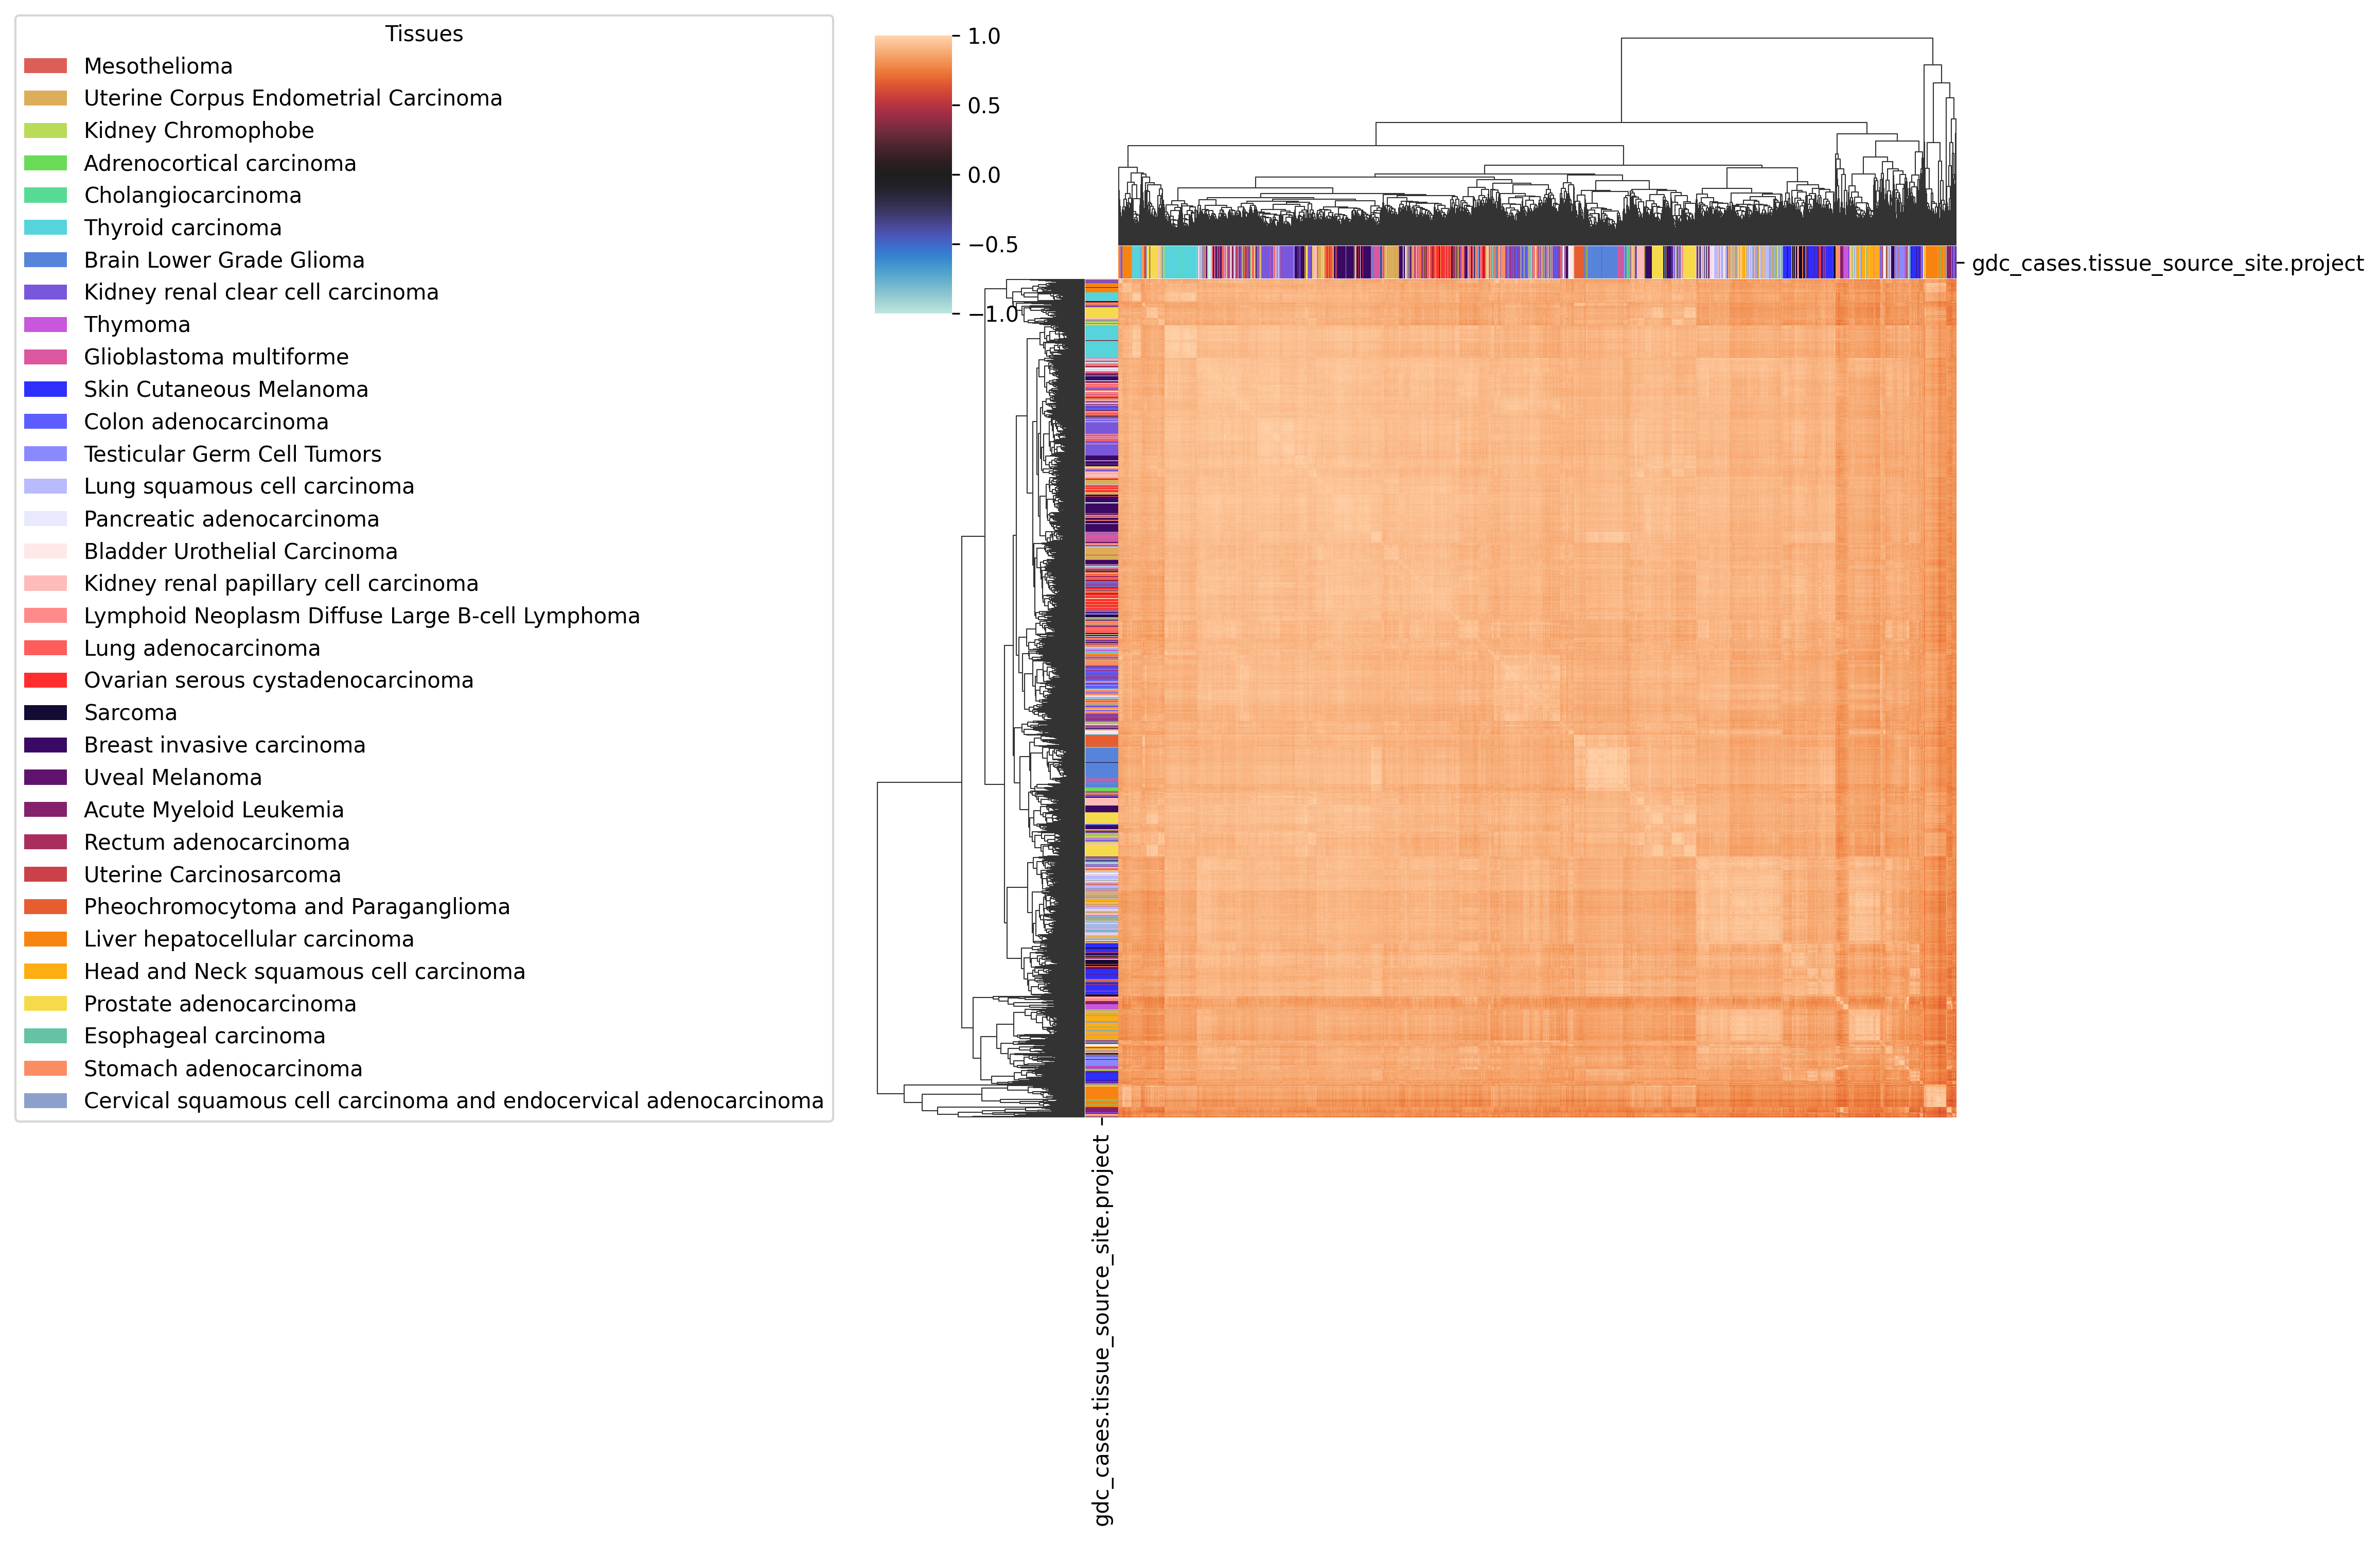 Tissues
Mesothelioma
Uterine Corpus Endometrial Carcinoma
Kidney Chromophobe
Adrenocortical carcinoma
Cholangiocarcinoma
Thyroid carcinoma
Brain Lower Grade Glioma
Kidney renal clear cell carcinoma
Thymoma
Glioblastoma multiforme
Skin Cutaneous Melanoma
Colon adenocarcinoma
Testicular Germ Cell Tumors
Lung squamous cell carcinoma
Pancreatic adenocarcinoma
Bladder Urothelial Carcinoma
Kidney renal papillary cell carcinoma
Lymphoid Neoplasm Diffuse Large B-cell Lymphoma
Lung adenocarcinoma
Ovarian serous cystadenocarcinoma
Sarcoma
Breast invasive carcinoma
Uveal Melanoma
Acute Myeloid Leukemia
Rectum adenocarcinoma
Uterine Carcinosarcoma
Pheochromocytoma and Paraganglioma
Liver hepatocellular carcinoma
Head and Neck squamous cell carcinoma
Prostate adenocarcinoma
Esophageal carcinoma
Stomach adenocarcinoma
Cervical squamous cell carcinoma and endocervical adenocarcinoma
1.0
0.5
0.0
−0.5
−1.0
gdc_cases.tissue_source_site.project
gdc_cases.tissue_source_site.project